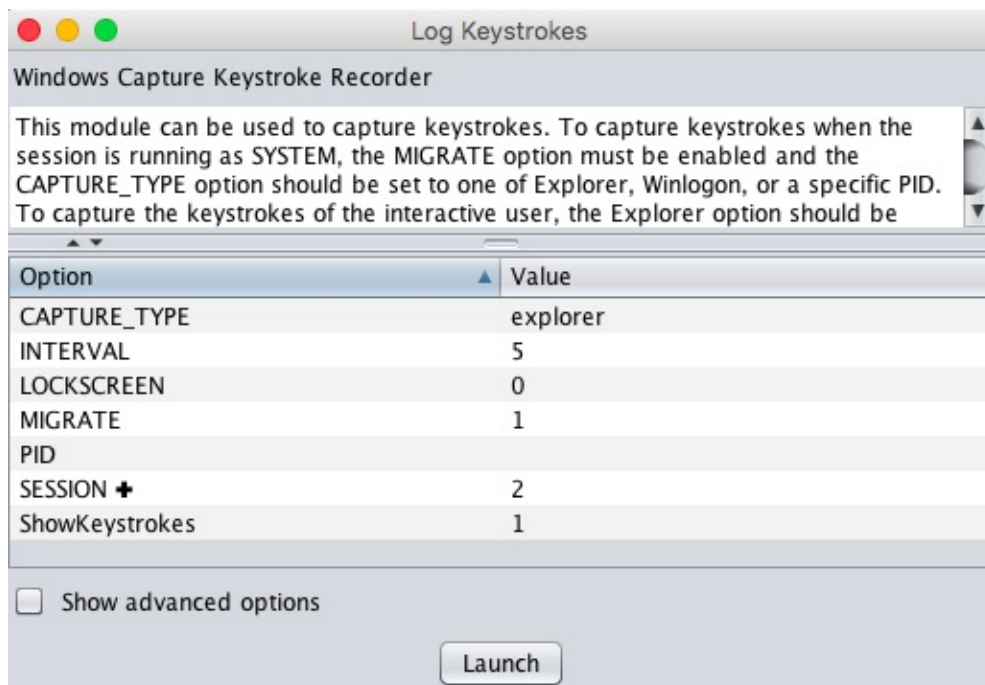 Log Keystrokes
Windows Capture Keystroke Recorder
This module can be used to capture keystrokes. To capture keystrokes when the
session is running as SYSTEM, the MIGRATE option must be enabled and the
CAPTURE_TYPE option should be set to one of Explorer, Winlogon, or a specific PID.
To capture the keystrokes of the interactive user, the Explorer option should be
Option Value
CAPTURE_TYPE explorer
INTERVAL 5
LOCKSCREEN 0
MIGRATE 1
PID
SESSION ✚ 2
ShowKeystrokes 1
Show advanced options
Launch